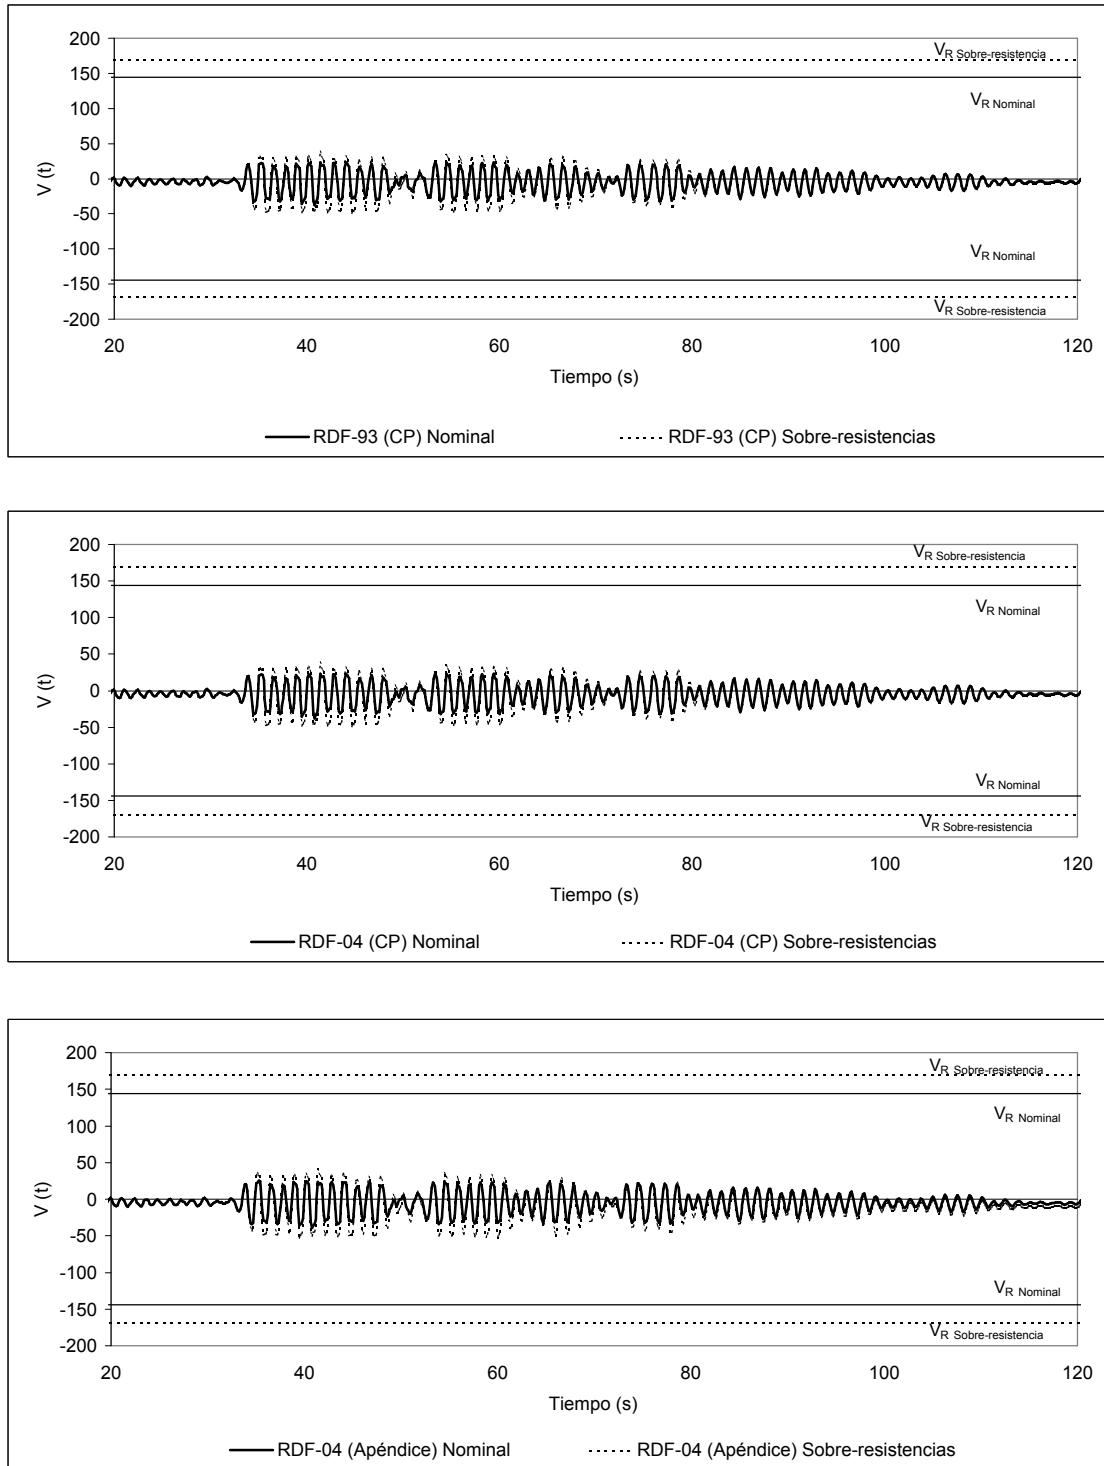 200
V_R Sobre-resistencia
150
V_R Nominal
100
50
V (t)
0
-50
V_R Nominal
-100
-150
V_R Sobre-resistencia
-200
20 40 60 80 100 120
Tiempo (s)
RDF-93 (CP) Nominal RDF-93 (CP) Sobre-resistencias
200
V_R Sobre-resistencia
150
V_R Nominal
100
50
V (t)
0
-50
-100
V_R Nominal
-150
V_R Sobre-resistencia
-200
20 40 60 80 100 120
Tiempo (s)
RDF-04 (CP) Nominal RDF-04 (CP) Sobre-resistencias
200
V_R Sobre-resistencia
150
V_R Nominal
100
50
V (t)
0
-50
-100
V_R Nominal
-150
V_R Sobre-resistencia
-200
20 40 60 80 100 120
Tiempo (s)
RDF-04 (Apéndice) Nominal RDF-04 (Apéndice) Sobre-resistencias